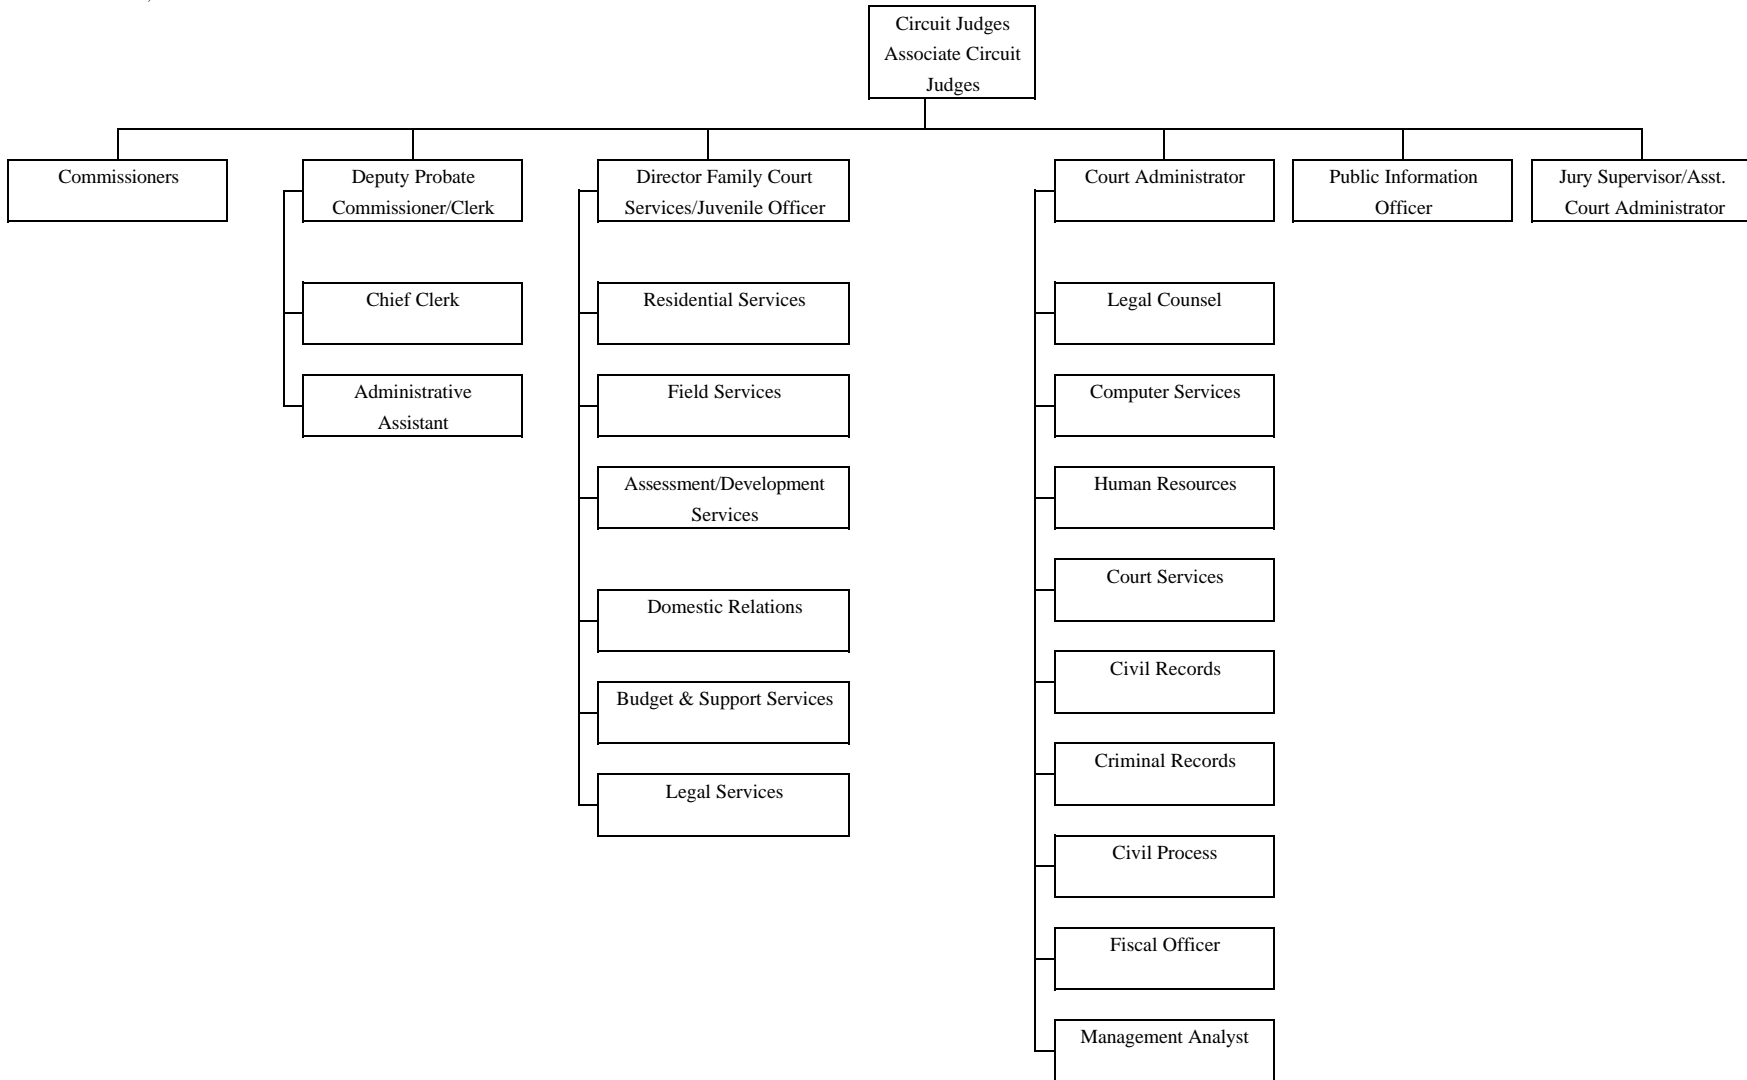 Circuit Judges
Associate Circuit
Judges
Commissioners
Deputy Probate
Commissioner/Clerk
Director Family Court
Services/Juvenile Officer
Court Administrator
Public Information
Officer
Jury Supervisor/Asst.
Court Administrator
Chief Clerk
Administrative
Assistant
Residential Services
Field Services
Assessment/Development
Services
Domestic Relations
Budget & Support Services
Legal Services
Legal Counsel
Computer Services
Human Resources
Court Services
Civil Records
Criminal Records
Civil Process
Fiscal Officer
Management Analyst